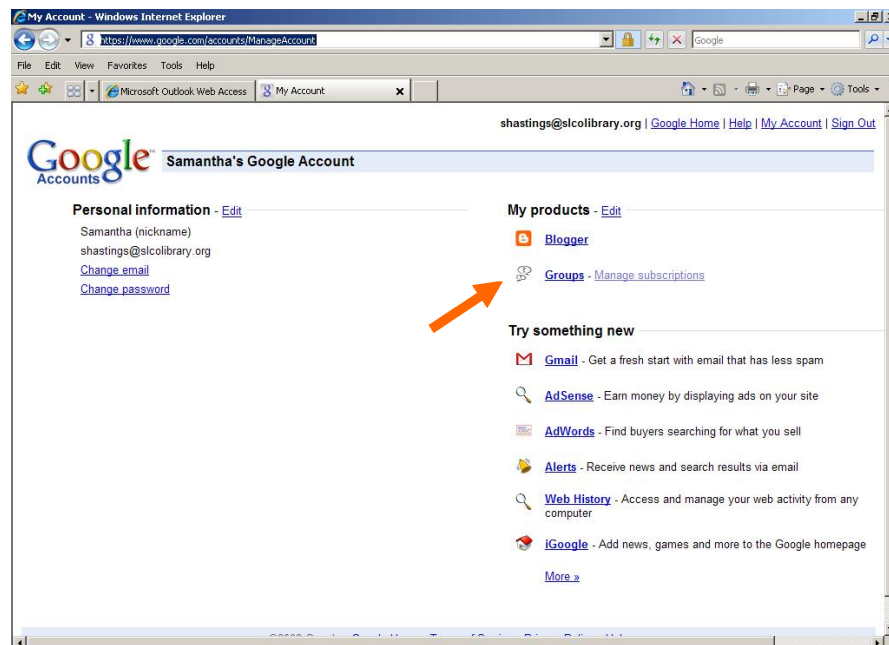 My Account - Windows Internet Explorer
https://www.google.com/accounts/ManageAccount
Google
File Edit View Favorites Tools Help
Microsoft Outlook Web Access
My Account
Page
Tools
shastings@slcolibrary.org | Google Home | Help | My Account | Sign Out
Google
Accounts
Samantha's Google Account
Personal information - Edit
Samantha (nickname)
shastings@slcolibrary.org
Change email
Change password
My products - Edit
Blogger
Groups - Manage subscriptions
Try something new
Gmail - Get a fresh start with email that has less spam
AdSense - Earn money by displaying ads on your site
AdWords - Find buyers searching for what you sell
Alerts - Receive news and search results via email
Web History - Access and manage your web activity from any
computer
iGoogle - Add news, games and more to the Google homepage
More »